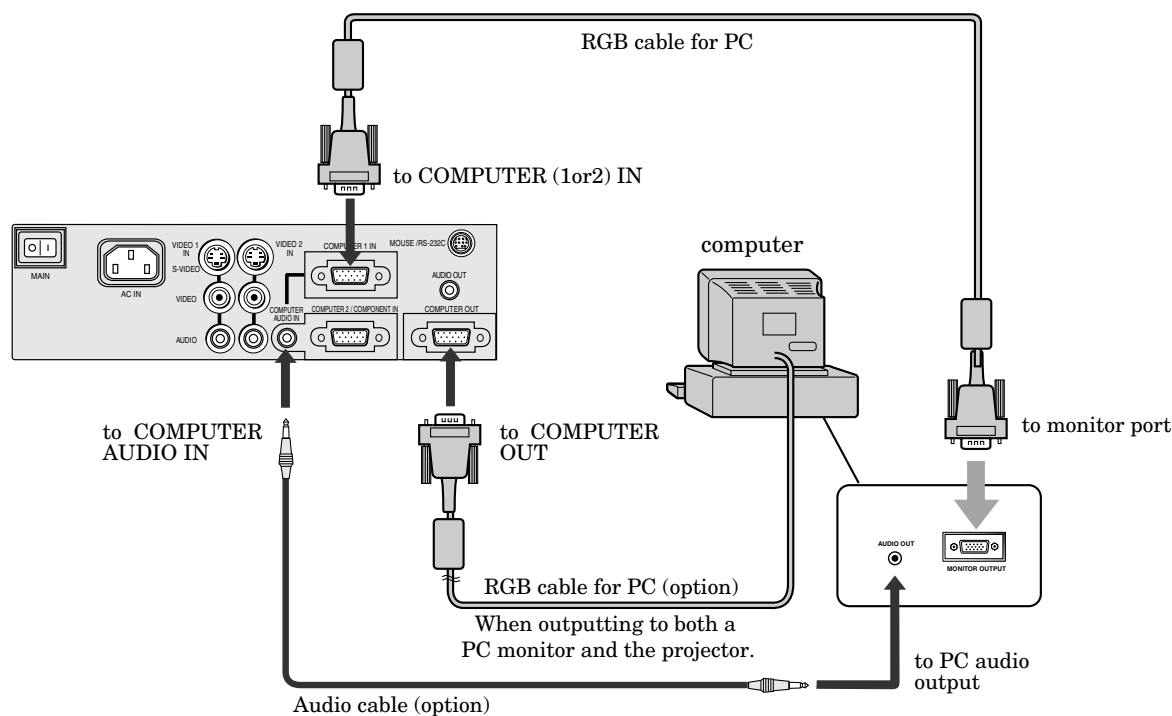 RGB cable for PC
to COMPUTER (1or2) IN
MAIN
AC IN
VIDEO 1
IN
S-VIDEO
VIDEO
AUDIO
VIDEO 2
IN
COMPUTER 1 IN
MOUSE /RS-232C
AUDIO OUT
COMPUTER
AUDIO IN
COMPUTER 2 / COMPONENT IN
COMPUTER OUT
computer
to COMPUTER
AUDIO IN
to COMPUTER
OUT
to monitor port
AUDIO OUT
MONITOR OUTPUT
RGB cable for PC (option)
When outputting to both a
PC monitor and the projector.
to PC audio
output
Audio cable (option)